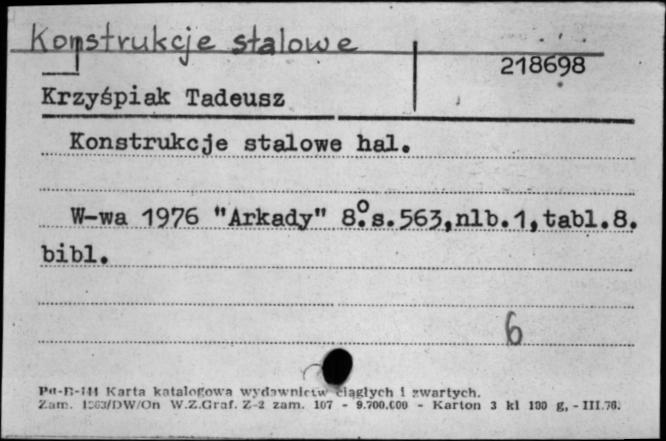 Konstrukcje stalowe
218698
Krzyśpiak Tadeusz
Konstrukcje stalowe hal.
W-wa 1976 "Arkady" 8°.s.563,nlb.1,tabl.8.
bibl.
6
Pu-B-144 Karta katalogowa wydawnictw ciągłych i zwartych.
Zam. W.Z.Graf. Z-2 zam. 107 - 9.700.000 - Karton 3 kl 180 g, - III.76.